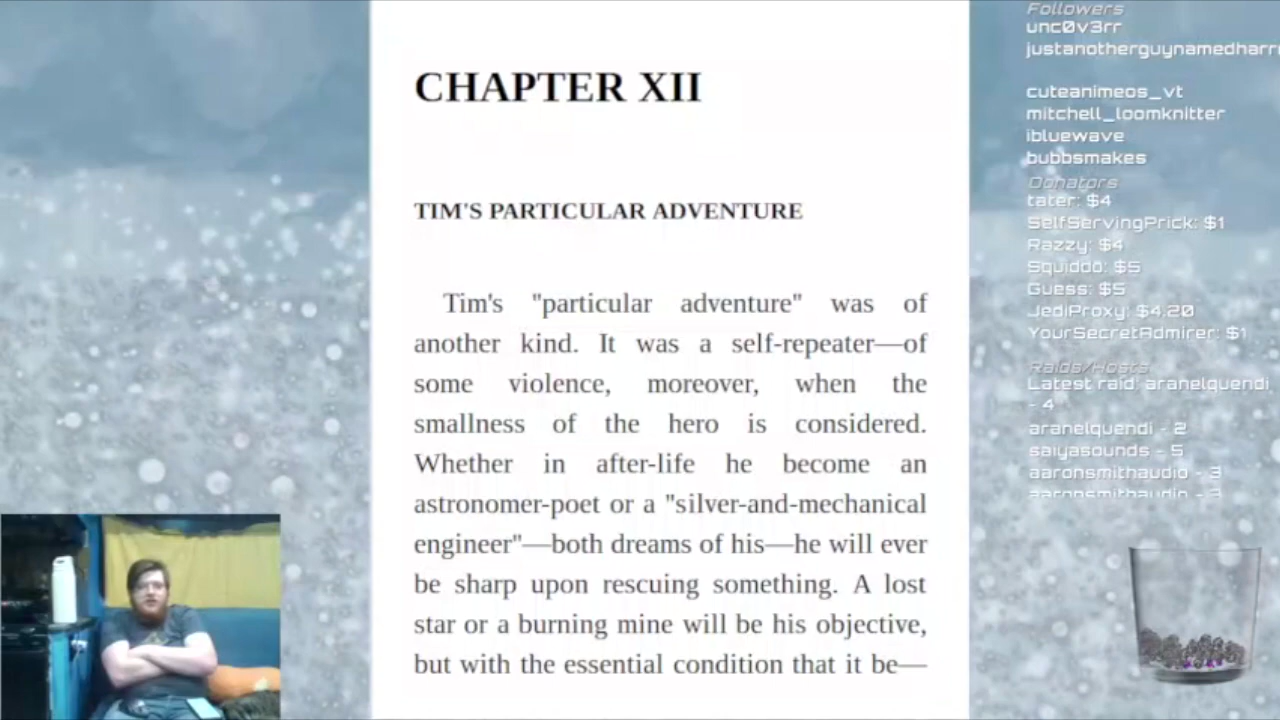 CHAPTER XII
TIM'S PARTICULAR ADVENTURE
Tim's "particular adventure" was of
another kind. It was a self-repeater—of
some violence, moreover, when the
smallness of the hero is considered.
Whether in after-life he become an
astronomer-poet or a "silver-and-mechanical
engineer"—both dreams of his—he will ever
be sharp upon rescuing something. A lost
star or a burning mine will be his objective,
but with the essential condition that it be—
Followers
unc0v3rr
justanotherguynamedharr
cuteanimeos_vt
mitchell_loomknitter
ibluewave
bubbsmakes
Donators
tater: $4
SelfServingPrick: $1
Razzy: $4
Squidoo: $5
Guess: $5
JediProxy: $4.20
YourSecretAdmirer: $1
Raids/Hosts
Latest raid: aranelquendi
- 4
aranelquendi - 2
saiyasounds - 5
aaronsmithaudio - 3
aaronsmithaudio - 3